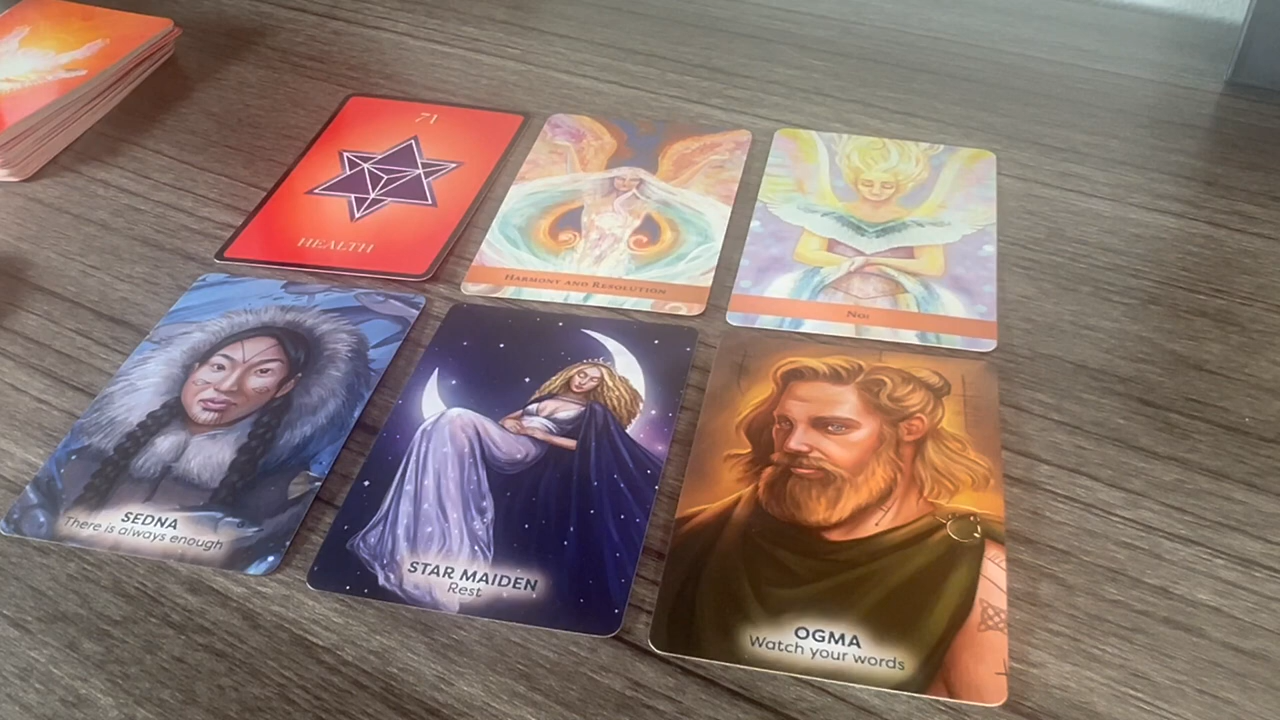 71
HEALTH
HARMONY AND RESOLUTION
NO!
SEDNA
There is always enough
STAR MAIDEN
Rest
OGMA
Watch your words